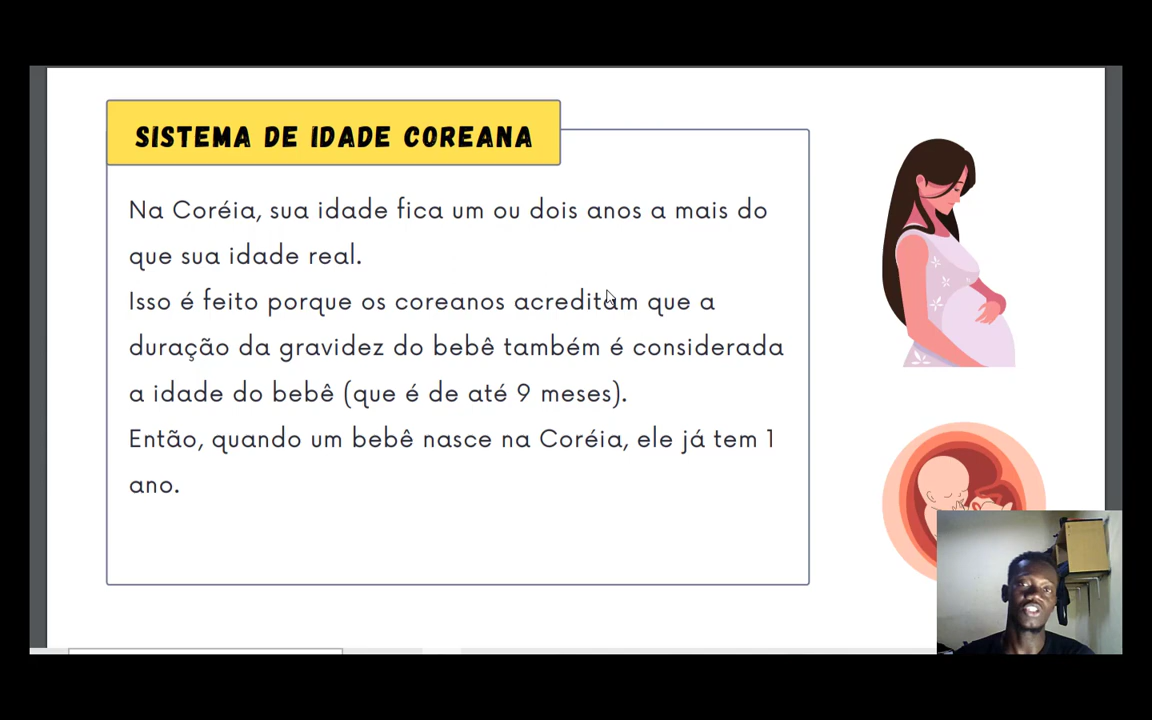 SISTEMA DE IDADE COREANA
Na Coréia, sua idade fica um ou dois anos a mais do
que sua idade real.
Isso é feito porque os coreanos acreditam que a
duração da gravidez do bebê também é considerada
a idade do bebê (que é de até 9 meses).
Então, quando um bebê nasce na Coréia, ele já tem 1
ano.